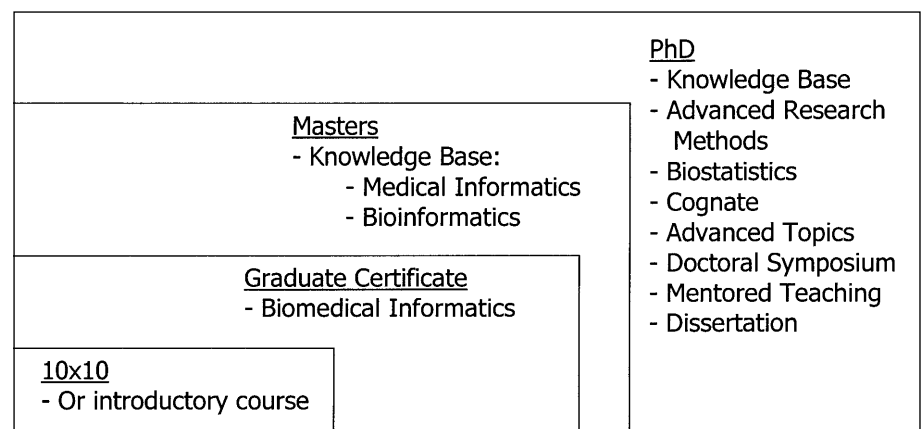 PhD
- Knowledge Base
- Advanced Research
Methods
- Biostatistics
- Cognate
- Advanced Topics
- Doctoral Symposium
- Mentored Teaching
- Dissertation
Masters
- Knowledge Base:
- Medical Informatics
- Bioinformatics
Graduate Certificate
- Biomedical Informatics
10x10
- Or introductory course